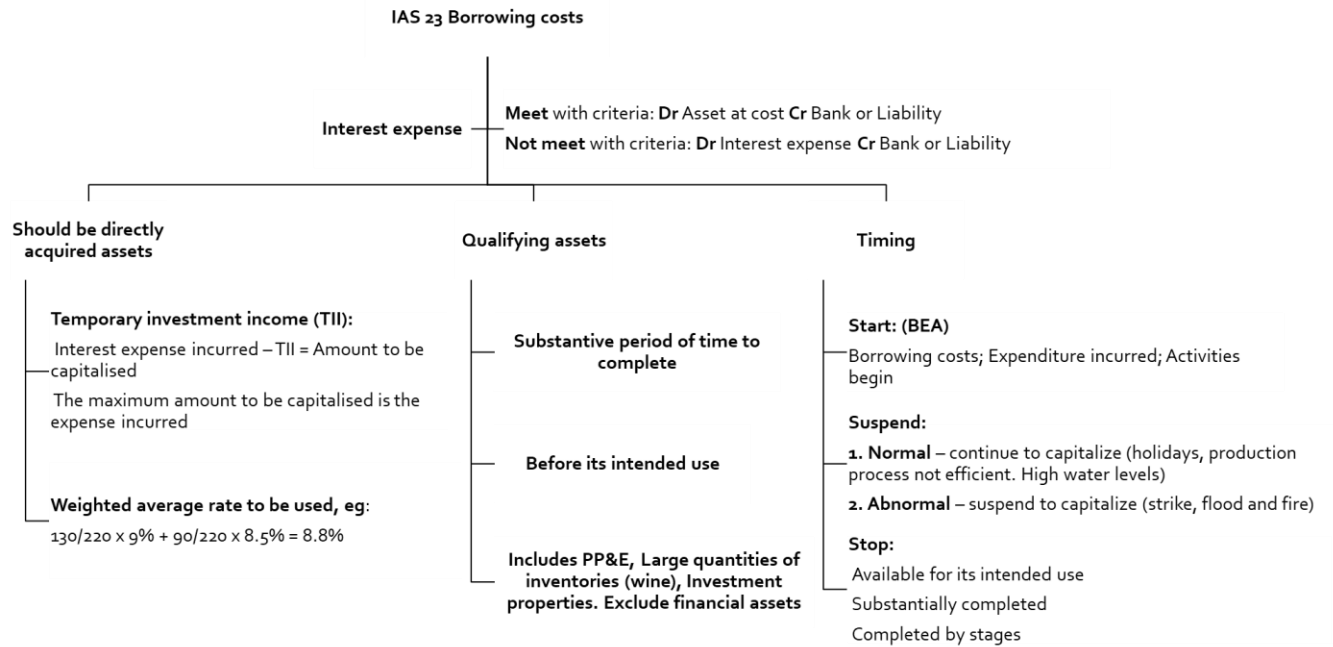 IAS 23 Borrowing costs
Interest expense
Meet with criteria: Dr Asset at cost Cr Bank or Liability
Not meet with criteria: Dr Interest expense Cr Bank or Liability
Should be directly
acquired assets
Temporary investment income (TII):
Interest expense incurred – TII = Amount to be
capitalised
The maximum amount to be capitalised is the
expense incurred
Weighted average rate to be used, eg:
130/220 x 9% + 90/220 x 8.5% = 8.8%
Qualifying assets
Substantive period of time to
complete
Before its intended use
Includes PP&E, Large quantities of
inventories (wine), Investment
properties. Exclude financial assets
Timing
Start: (BEA)
Borrowing costs; Expenditure incurred; Activities
begin
Suspend:
1. Normal – continue to capitalize (holidays, production
process not efficient. High water levels)
2. Abnormal – suspend to capitalize (strike, flood and fire)
Stop:
Available for its intended use
Substantially completed
Completed by stages